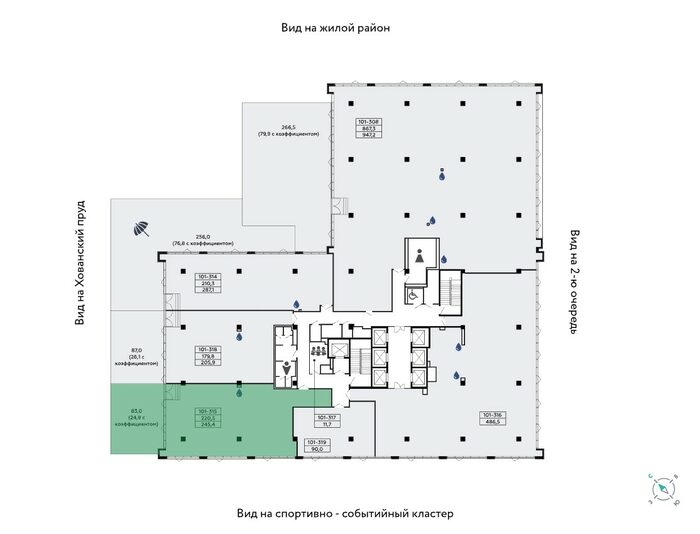 Вид на жилой район
266,5
(79,9 с коэффициентом)
101-308
867,3
947,2
Вид на Хованский пруд
256,0
(76,8 с коэффициентом)
Вид на 2-ю очередь
101-314
210,3
287,1
87,0
(26,1 с
коэффициентом)
101-318
179,8
205,9
83,0
(24,9 с
коэффициентом)
101-315
220,5
245,4
101-317
11,7
101-316
486,5
101-319
90,0
С
В
З
Ю
Вид на спортивно - событийный кластер